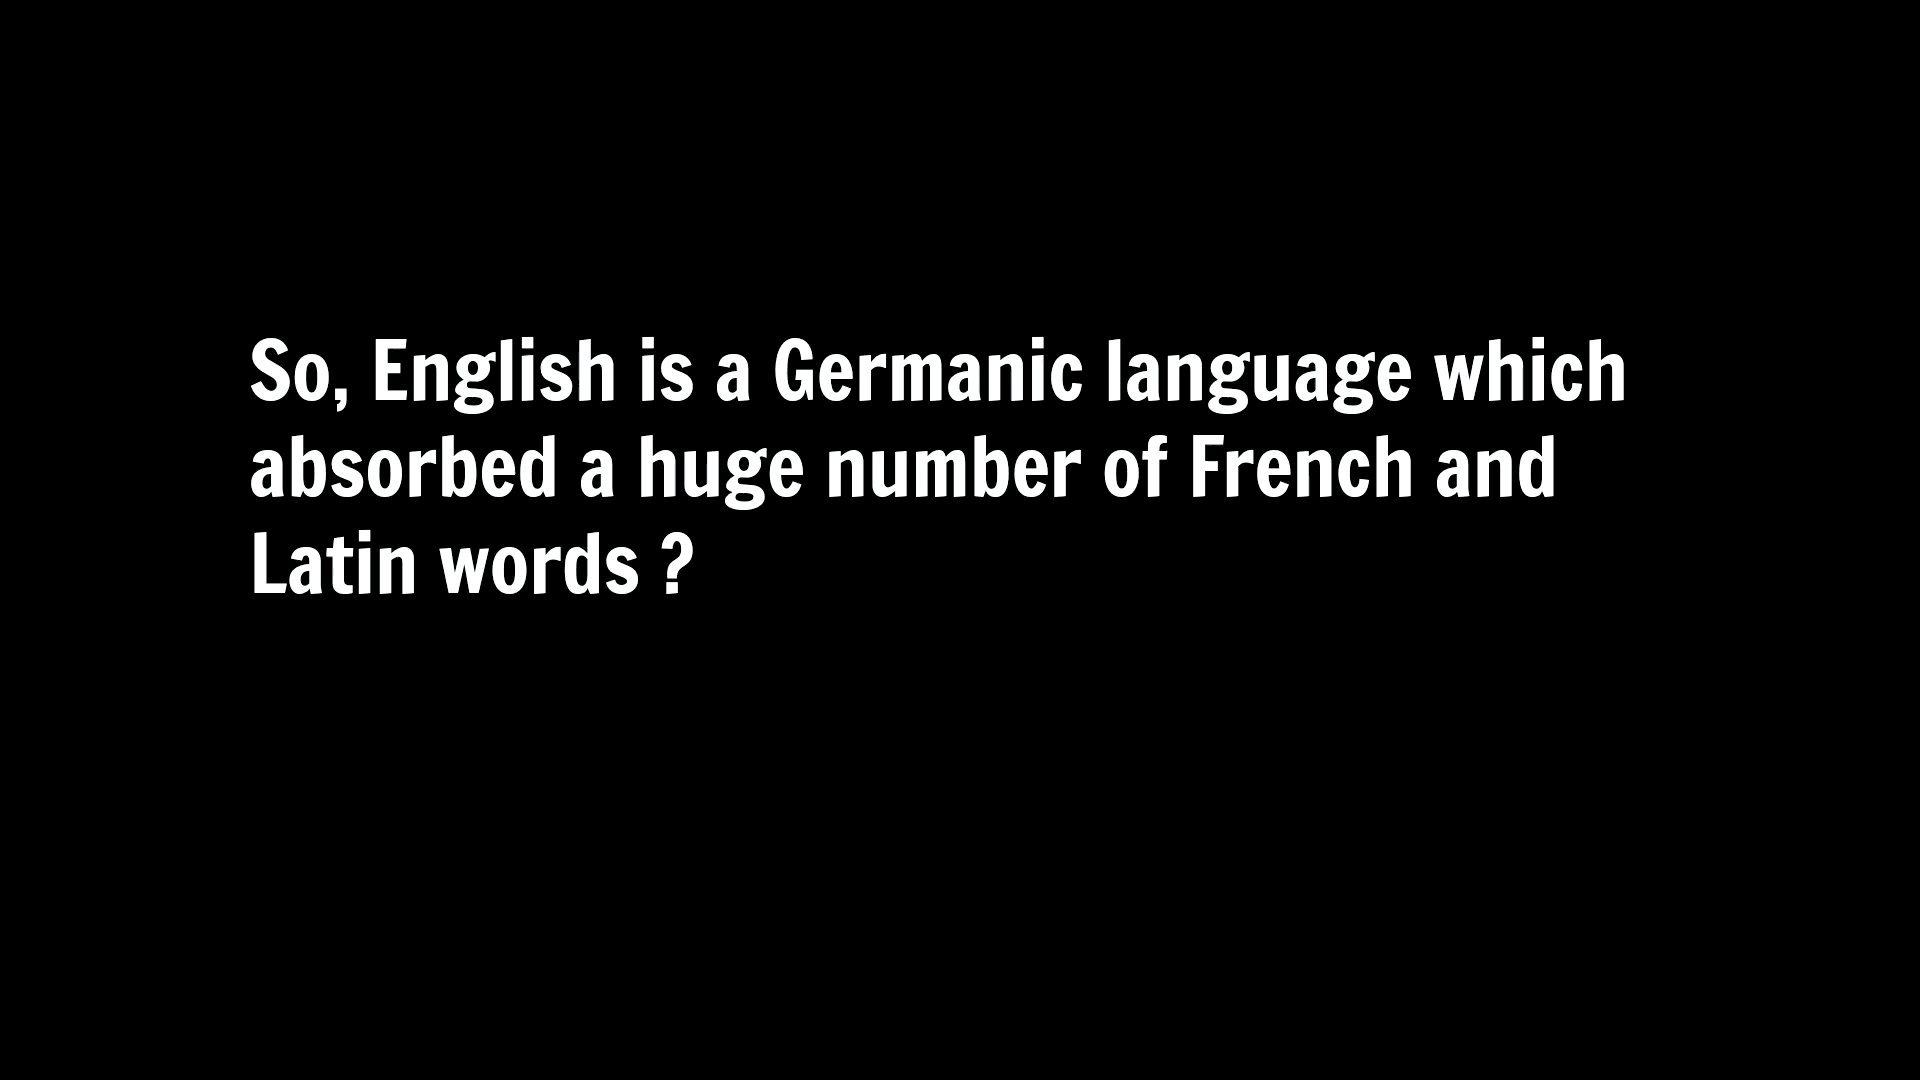 So, English is a Germanic language which
absorbed a huge number of French and
Latin words ?